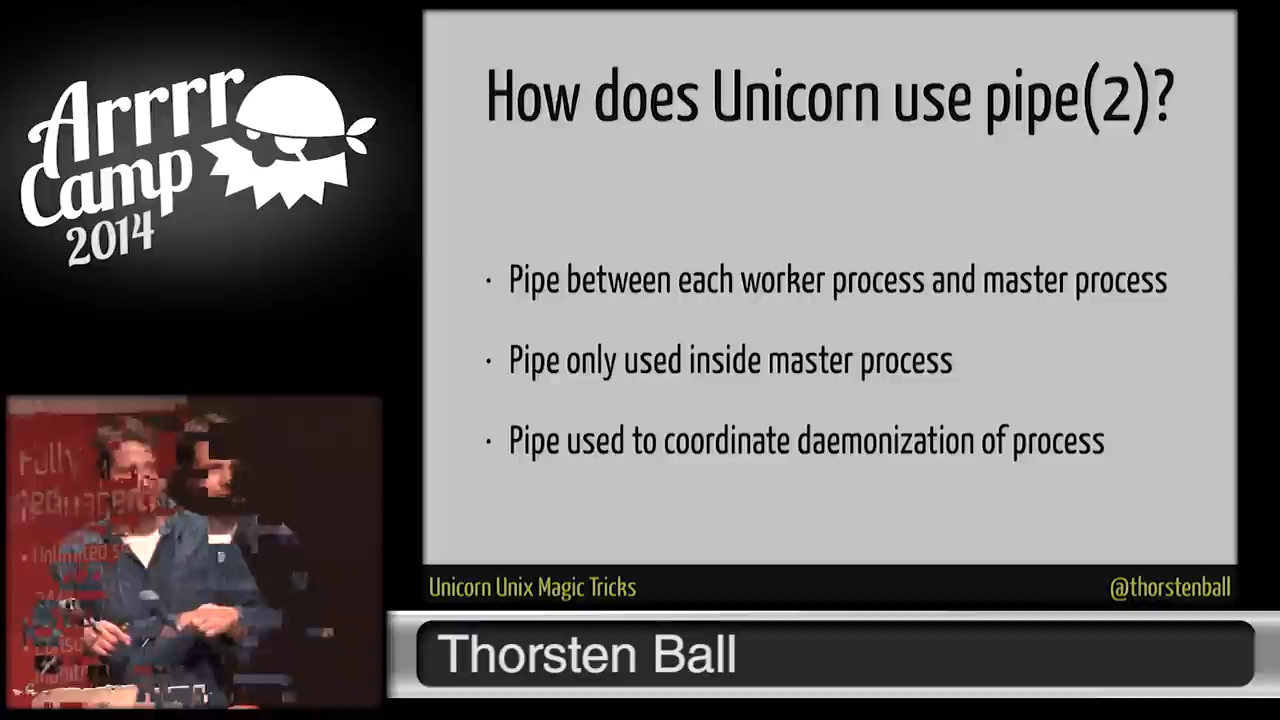 Arrrr
Camp
2014
How does Unicorn use pipe(2)?
· Pipe between each worker process and master process
· Pipe only used inside master process
· Pipe used to coordinate daemonization of process
Unicorn Unix Magic Tricks
@thorstenball
Thorsten Ball
Fully